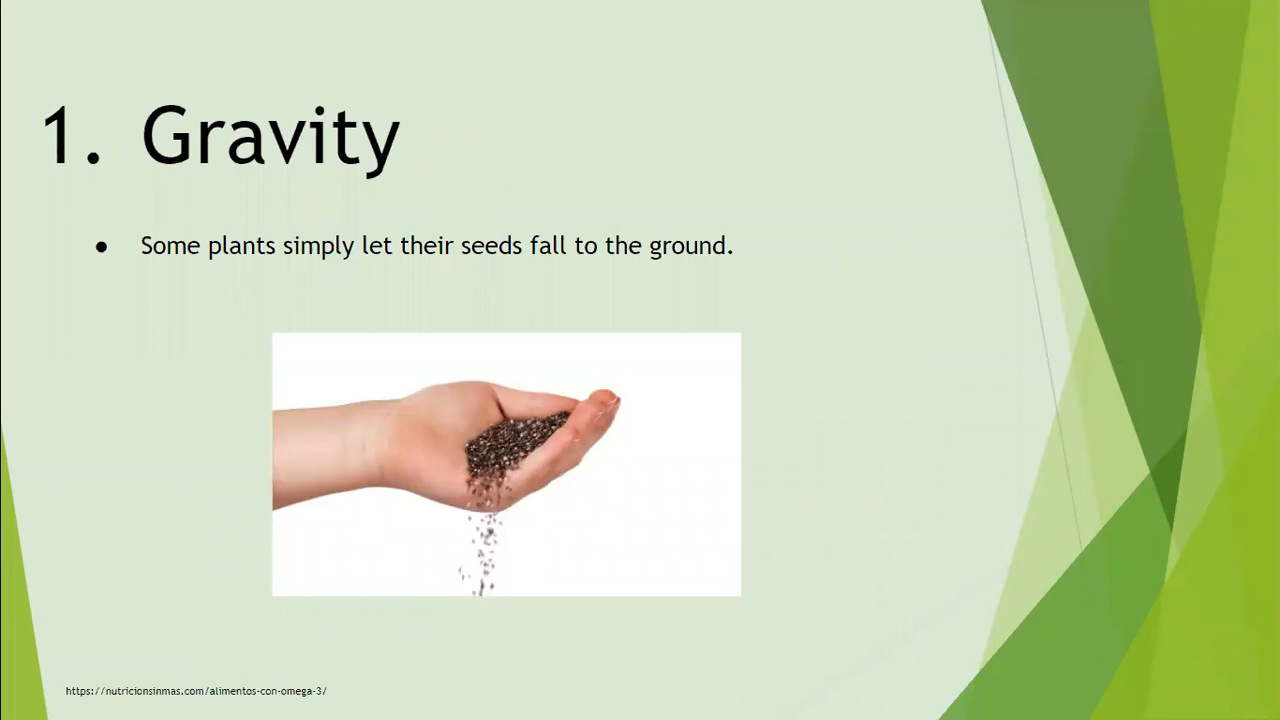 1. Gravity
● Some plants simply let their seeds fall to the ground.
https://nutricionsinmas.com/alimentos-con-omega-3/